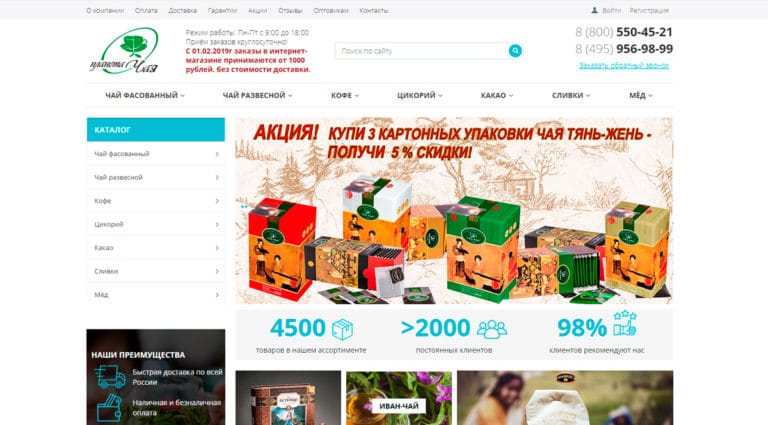 О компании Оплата Доставка Гарантии Акции Отзывы Оптовикам Контакты Войти Регистрация
планета Чая
Режим работы: Пн-Пт с 9:00 до 18:00
Приём заказов круглосуточно!
С 01.02.2019г заказы в интернет-
магазине принимаются от 1000
рублей, без стоимости доставки.
Поиск по сайту
8 (800) 550-45-21
8 (495) 956-98-99
Заказать обратный звонок
ЧАЙ ФАСОВАННЫЙ ЧАЙ РАЗВЕСНОЙ КОФЕ ЦИКОРИЙ КАКАО СЛИВКИ МЁД
КАТАЛОГ
Чай фасованный
Чай развесной
Кофе
Цикорий
Какао
Сливки
Мёд
АКЦИЯ! КУПИ 3 КАРТОННЫХ УПАКОВКИ ЧАЯ ТЯНЬ-ЖЕНЬ -
ПОЛУЧИ 5 % СКИДКИ!
4500
товаров в нашем ассортименте
>2000
постоянных клиентов
98%
клиентов рекомендуют нас
НАШИ ПРЕИМУЩЕСТВА
Быстрая доставка по всей
России
Наличная и безналичная
оплата
ИВАН-ЧАЙ